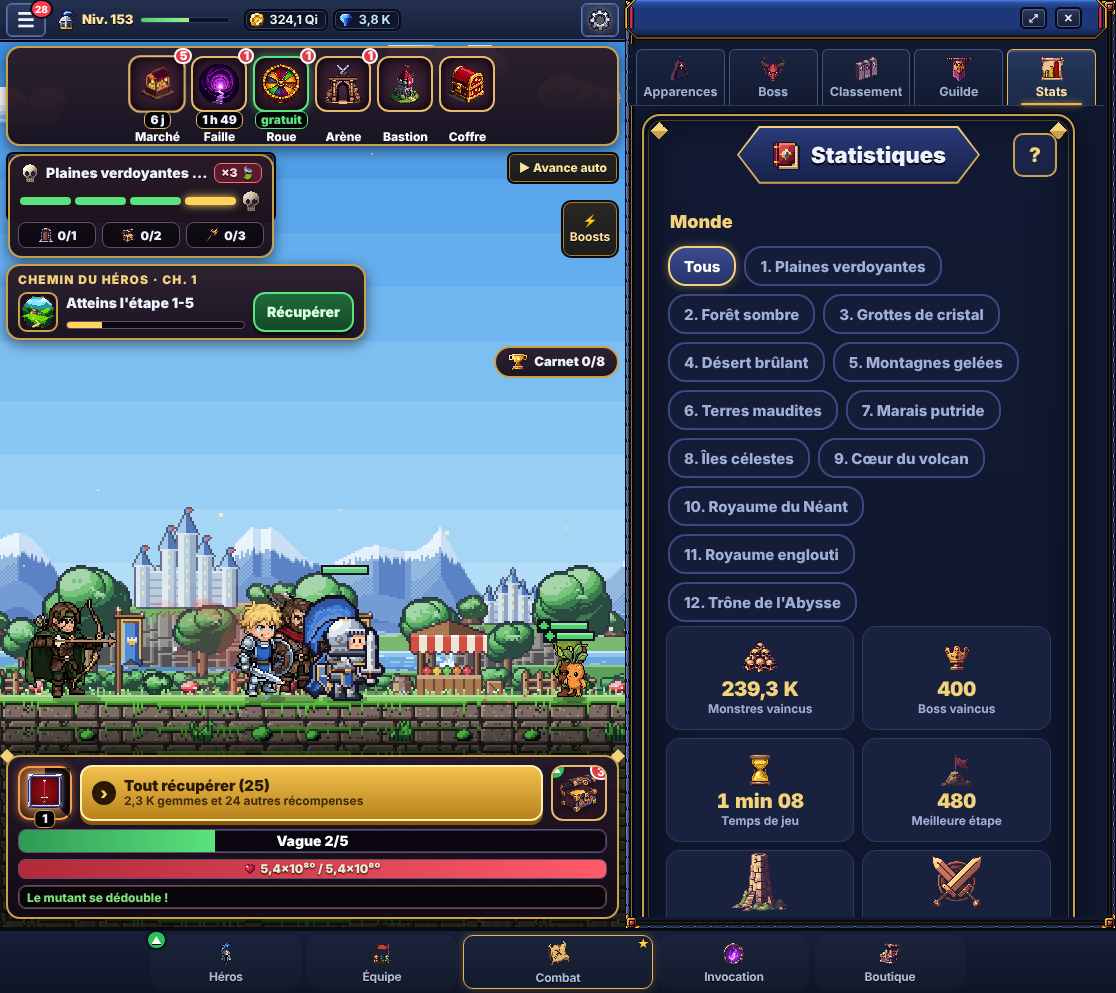 28
Niv. 153
324,1 Qi
3,8 K
5
1
1
1
6 j
1 h 49
gratuit
Marché
Faille
Roue
Arène
Bastion
Coffre
Plaines verdoyantes ...
×3
0/1
0/2
0/3
Avance auto
Boosts
CHEMIN DU HÉROS · CH. 1
Atteins l'étape 1-5
Récupérer
Carnet 0/8
1
Tout récupérer (25)
2,3 K gemmes et 24 autres récompenses
3
Vague 2/5
5,4×10⁸⁰ / 5,4×10⁸⁰
Le mutant se dédouble !
Apparences
Boss
Classement
Guilde
Stats
Statistiques
?
Monde
Tous
1. Plaines verdoyantes
2. Forêt sombre
3. Grottes de cristal
4. Désert brûlant
5. Montagnes gelées
6. Terres maudites
7. Marais putride
8. Îles célestes
9. Cœur du volcan
10. Royaume du Néant
11. Royaume englouti
12. Trône de l'Abysse
239,3 K
Monstres vaincus
400
Boss vaincus
1 min 08
Temps de jeu
480
Meilleure étape
Héros
Équipe
Combat
Invocation
Boutique